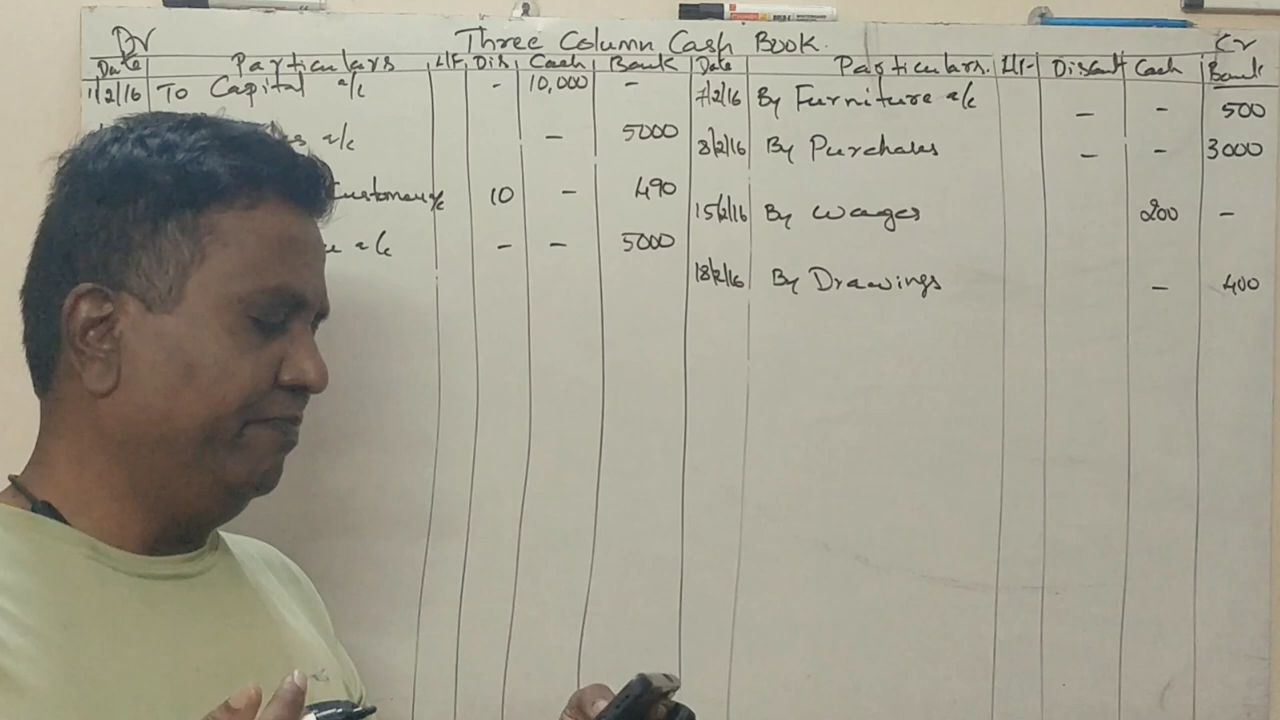 Dr Three Column Cash Book. Cr
Date Particulars L/F Dis Cash Bank Date Particulars. L/F Discount Cash Bank
1/2/16 To Capital a/c - 10,000 - 7/2/16 By Furniture a/c - - 500
a/c - 5000 8/2/16 By Purchases - - 3000
Customer a/c 10 - 490 15/2/16 By Wages 200 -
a/c - - 5000 18/2/16 By Drawings - 400